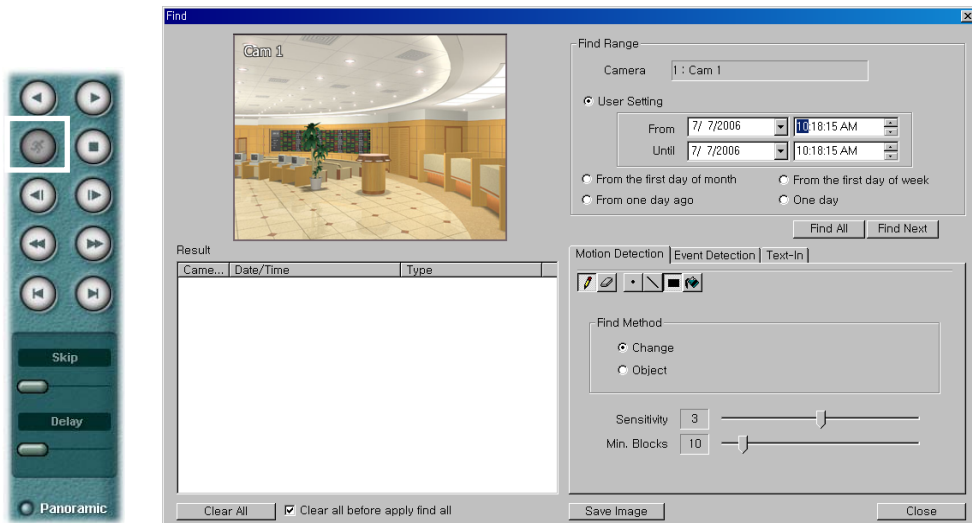 Skip
Delay
Panoramic
Find
Cam 1
Result
Came... Date/Time Type
Clear All Clear all before apply find all
Find Range
Camera 1 : Cam 1
User Setting
From 7/ 7/2006 10:18:15 AM
Until 7/ 7/2006 10:18:15 AM
From the first day of month From the first day of week
From one day ago One day
Find All Find Next
Motion Detection Event Detection Text-In
Find Method
Change
Object
Sensitivity 3
Min. Blocks 10
Save Image Close